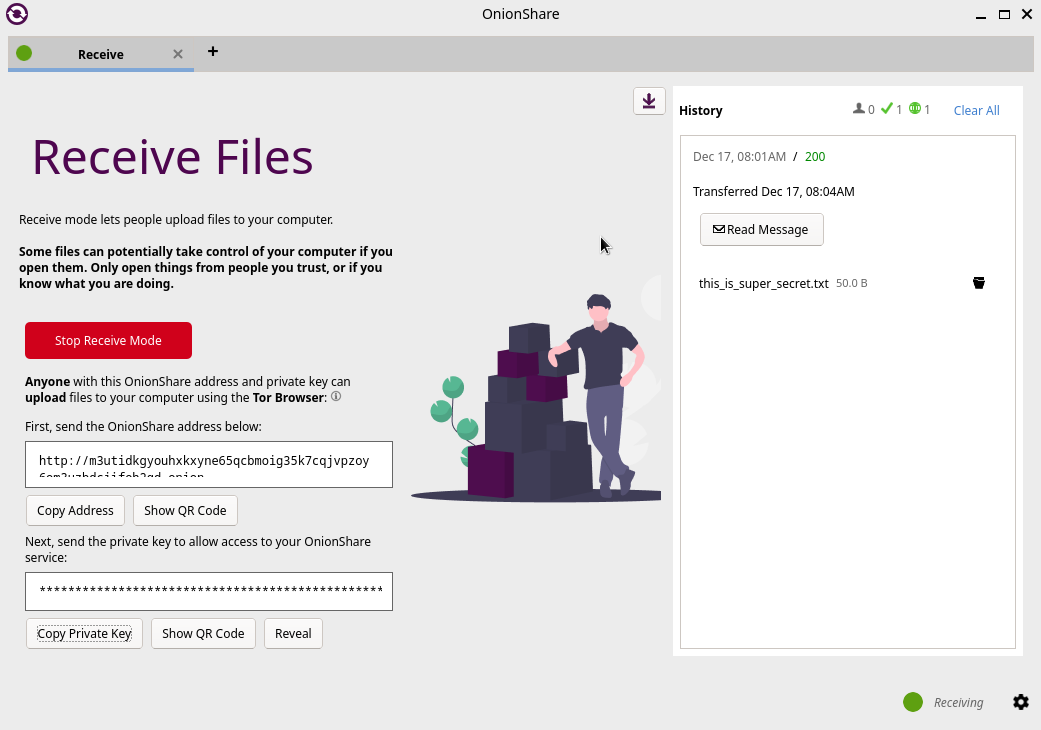 OnionShare
Receive
+
History
0
1
1
Clear All
Receive Files
Dec 17, 08:01AM / 200
Transferred Dec 17, 08:04AM
Read Message
this_is_super_secret.txt 50.0 B
Receive mode lets people upload files to your computer.
Some files can potentially take control of your computer if you
open them. Only open things from people you trust, or if you
know what you are doing.
Stop Receive Mode
Anyone with this OnionShare address and private key can
upload files to your computer using the Tor Browser:
First, send the OnionShare address below:
http://m3utidkgyouhxkxyne65qcbmoig35k7cqjvpzoy
Copy Address
Show QR Code
Next, send the private key to allow access to your OnionShare
service:
************************************************
Copy Private Key
Show QR Code
Reveal
Receiving